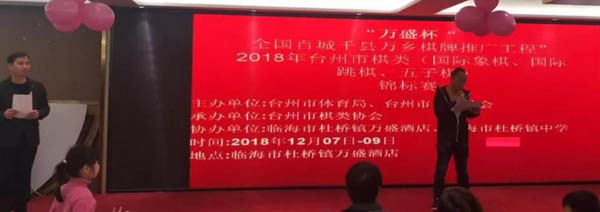 "万盛杯"
全国百城千县万乡棋牌推广工程"
2018年台州市棋类（国际象棋、国际
跳棋、五子棋
锦标赛
主办单位:台州市体育局、台州市 会
承办单位:台州市棋类协会
协办单位:临海市杜桥镇万盛酒店、 海市杜桥镇中学
时间:2018年12月07日-09日
地点:临海市杜桥镇万盛酒店